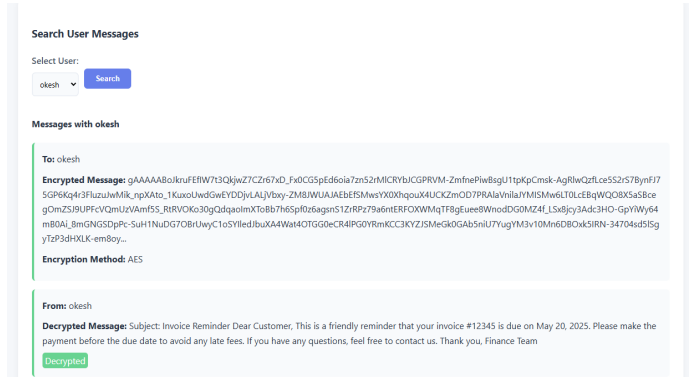 Search User Messages
Select User:
okesh
Search
Messages with okesh
To: okesh
Encrypted Message: gAAAAABoJkruFEflW7t3QkjwZ7CZr67xD_Fx0CG5pEd6oia7zn52rMlCRYbJCGPRVM-ZmfnePiwBsgU1tpKpCmsk-AgRlwQzfLce5S2rS7BynFJ7
5GP6Kq4r3FluzuJwMik_npXAto_1KuxoUwdGwEYDDjvLALjVbxy-ZM8JWUAJAEbEfSMwsYX0XhqouX4UCKZmOD7PRAlaVnilaJYMISMw6LT0LcEBqWQO8X5aSBce
gOmZSJ9UPFcVQmUzVAmf5S_RtRVOKo30gQdqaoImXToBb7h6Spf0z6agsnS1ZrRPz79a6ntERFOXWMqTF8gEuee8WnodDG0MZ4f_LSx8jcy3Adc3HO-GpYiWy64
mB0Ai_8mGNGSDpPc-SuH1NuDG7OBrUwyC1oSYlledJbuXA4Wat4OTGG0eCR4lPG0YRmKCC3KYZJSMeGk0GAb5niU7YugYM3v10Mn6DBOxk5IRN-34704sd5lSg
yTzP3dHXLK-em8oy...
Encryption Method: AES
From: okesh
Decrypted Message: Subject: Invoice Reminder Dear Customer, This is a friendly reminder that your invoice #12345 is due on May 20, 2025. Please make the
payment before the due date to avoid any late fees. If you have any questions, feel free to contact us. Thank you, Finance Team
Decrypted